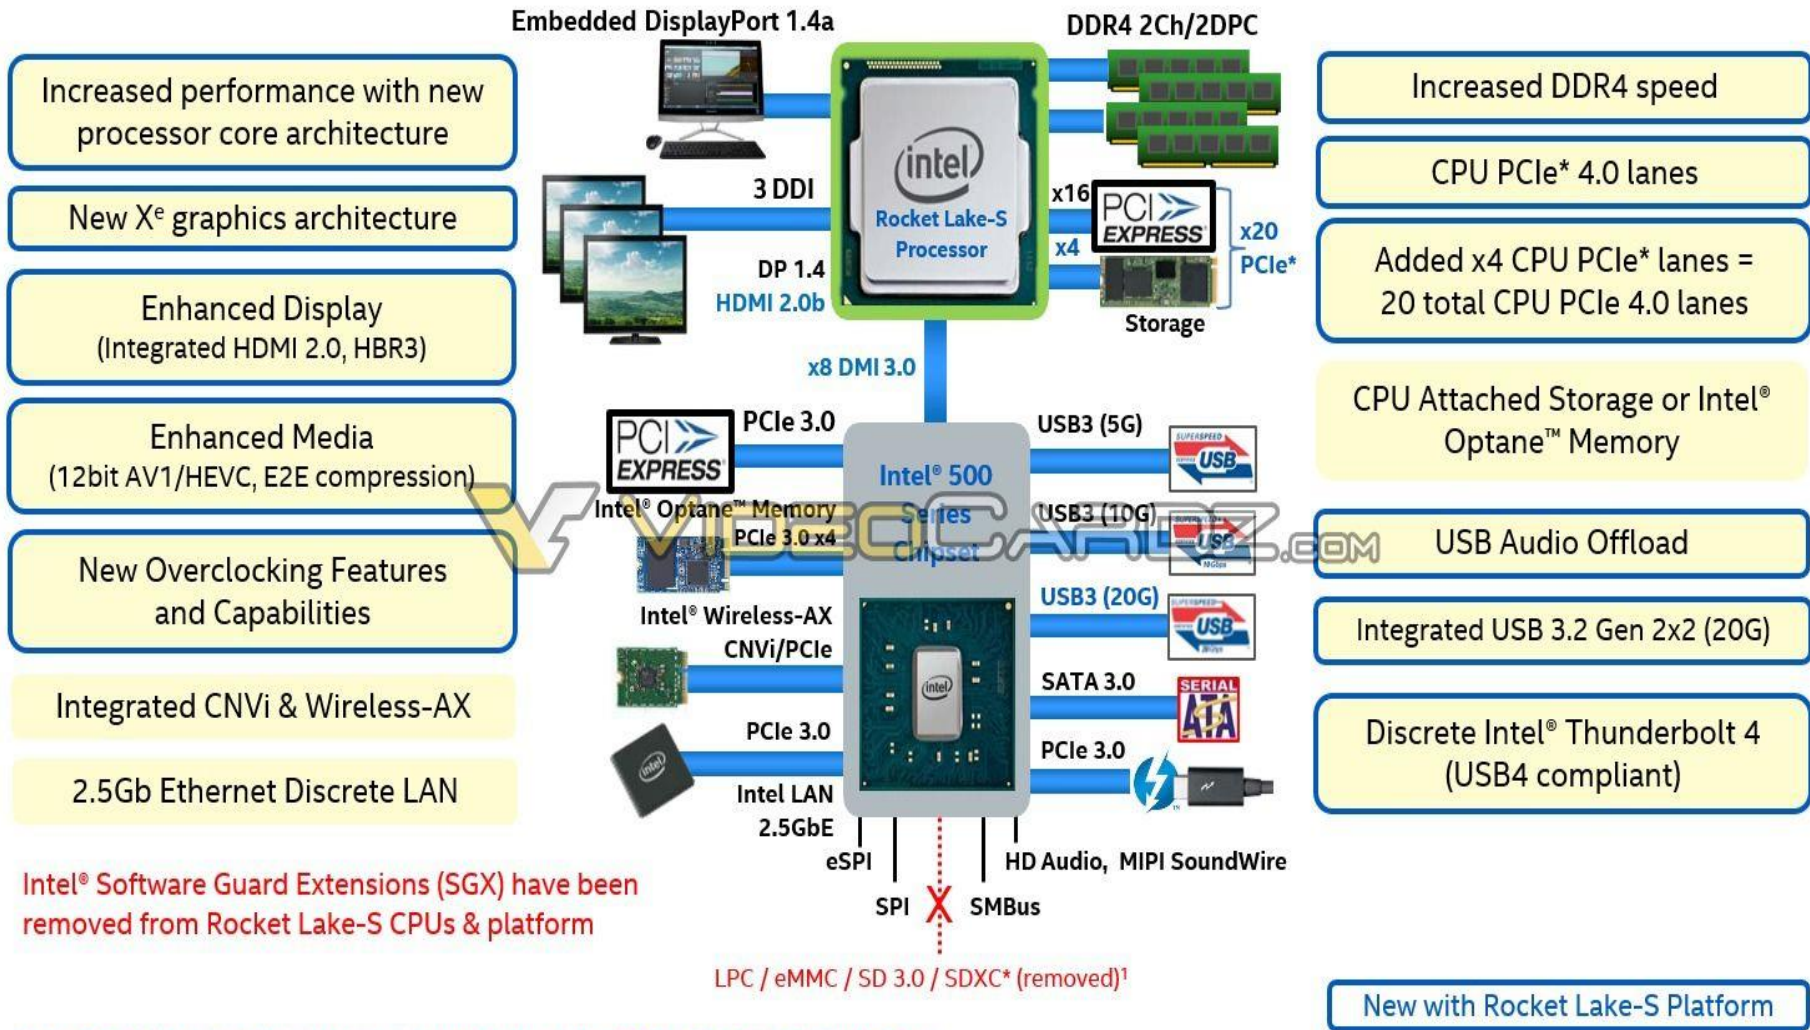 Embedded DisplayPort 1.4a
DDR4 2Ch/2DPC
Increased performance with new
processor core architecture
New Xe graphics architecture
Enhanced Display
(Integrated HDMI 2.0, HBR3)
Enhanced Media
(12bit AV1/HEVC, E2E compression)
New Overclocking Features
and Capabilities
Integrated CNVi & Wireless-AX
2.5Gb Ethernet Discrete LAN
Intel® Software Guard Extensions (SGX) have been
removed from Rocket Lake-S CPUs & platform
3 DDI
DP 1.4
HDMI 2.0b
intel
Rocket Lake-S
Processor
x16
PCI
EXPRESS
x4
x20
PCIe*
Storage
x8 DMI 3.0
PCIe 3.0
PCI
EXPRESS
Intel® Optane™ Memory
PCIe 3.0 x4
Intel® Wireless-AX
CNVi/PCIe
PCIe 3.0
intel
Intel LAN
2.5GbE
Intel® 500
Series
Chipset
intel
USB3 (5G)
SUPERSPEED
USB
USB3 (10G)
USB
10Gbps
USB3 (20G)
USB
SATA 3.0
SERIAL
ATA
PCIe 3.0
eSPI
SPI
X
SMBus
HD Audio, MIPI SoundWire
LPC / eMMC / SD 3.0 / SDXC* (removed)¹
VIDEOCARDZ.COM
Increased DDR4 speed
CPU PCIe* 4.0 lanes
Added x4 CPU PCIe* lanes =
20 total CPU PCIe 4.0 lanes
CPU Attached Storage or Intel®
Optane™ Memory
USB Audio Offload
Integrated USB 3.2 Gen 2x2 (20G)
Discrete Intel® Thunderbolt 4
(USB4 compliant)
New with Rocket Lake-S Platform